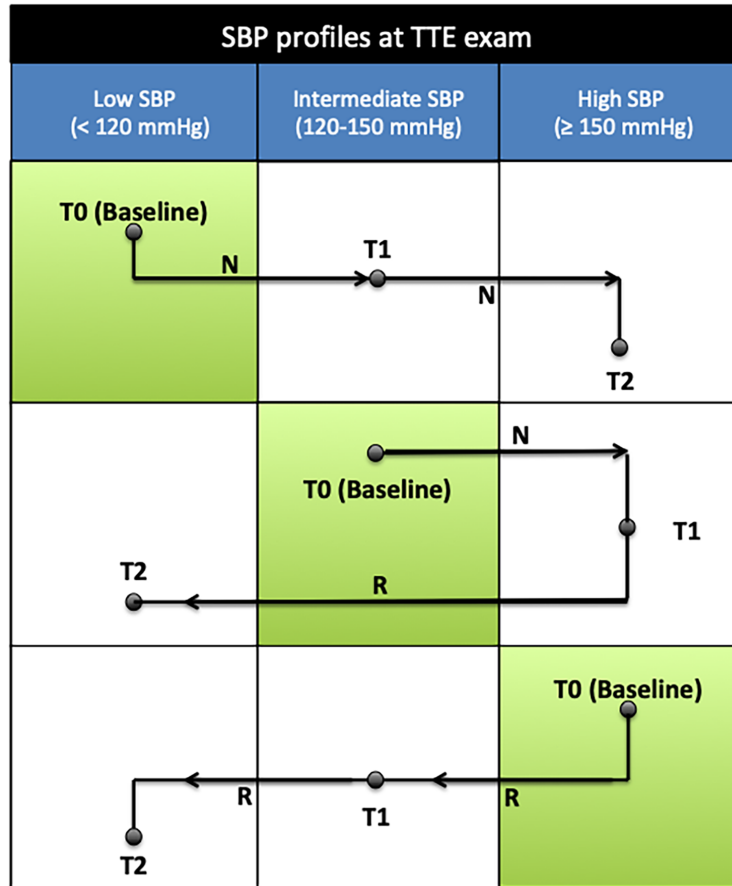 SBP profiles at TTE exam
Low SBP
(< 120 mmHg)
Intermediate SBP
(120-150 mmHg)
High SBP
(≥ 150 mmHg)
T0 (Baseline)
N
T1
N
T2
N
T0 (Baseline)
T1
T2
R
T0 (Baseline)
R
T1
R
T2